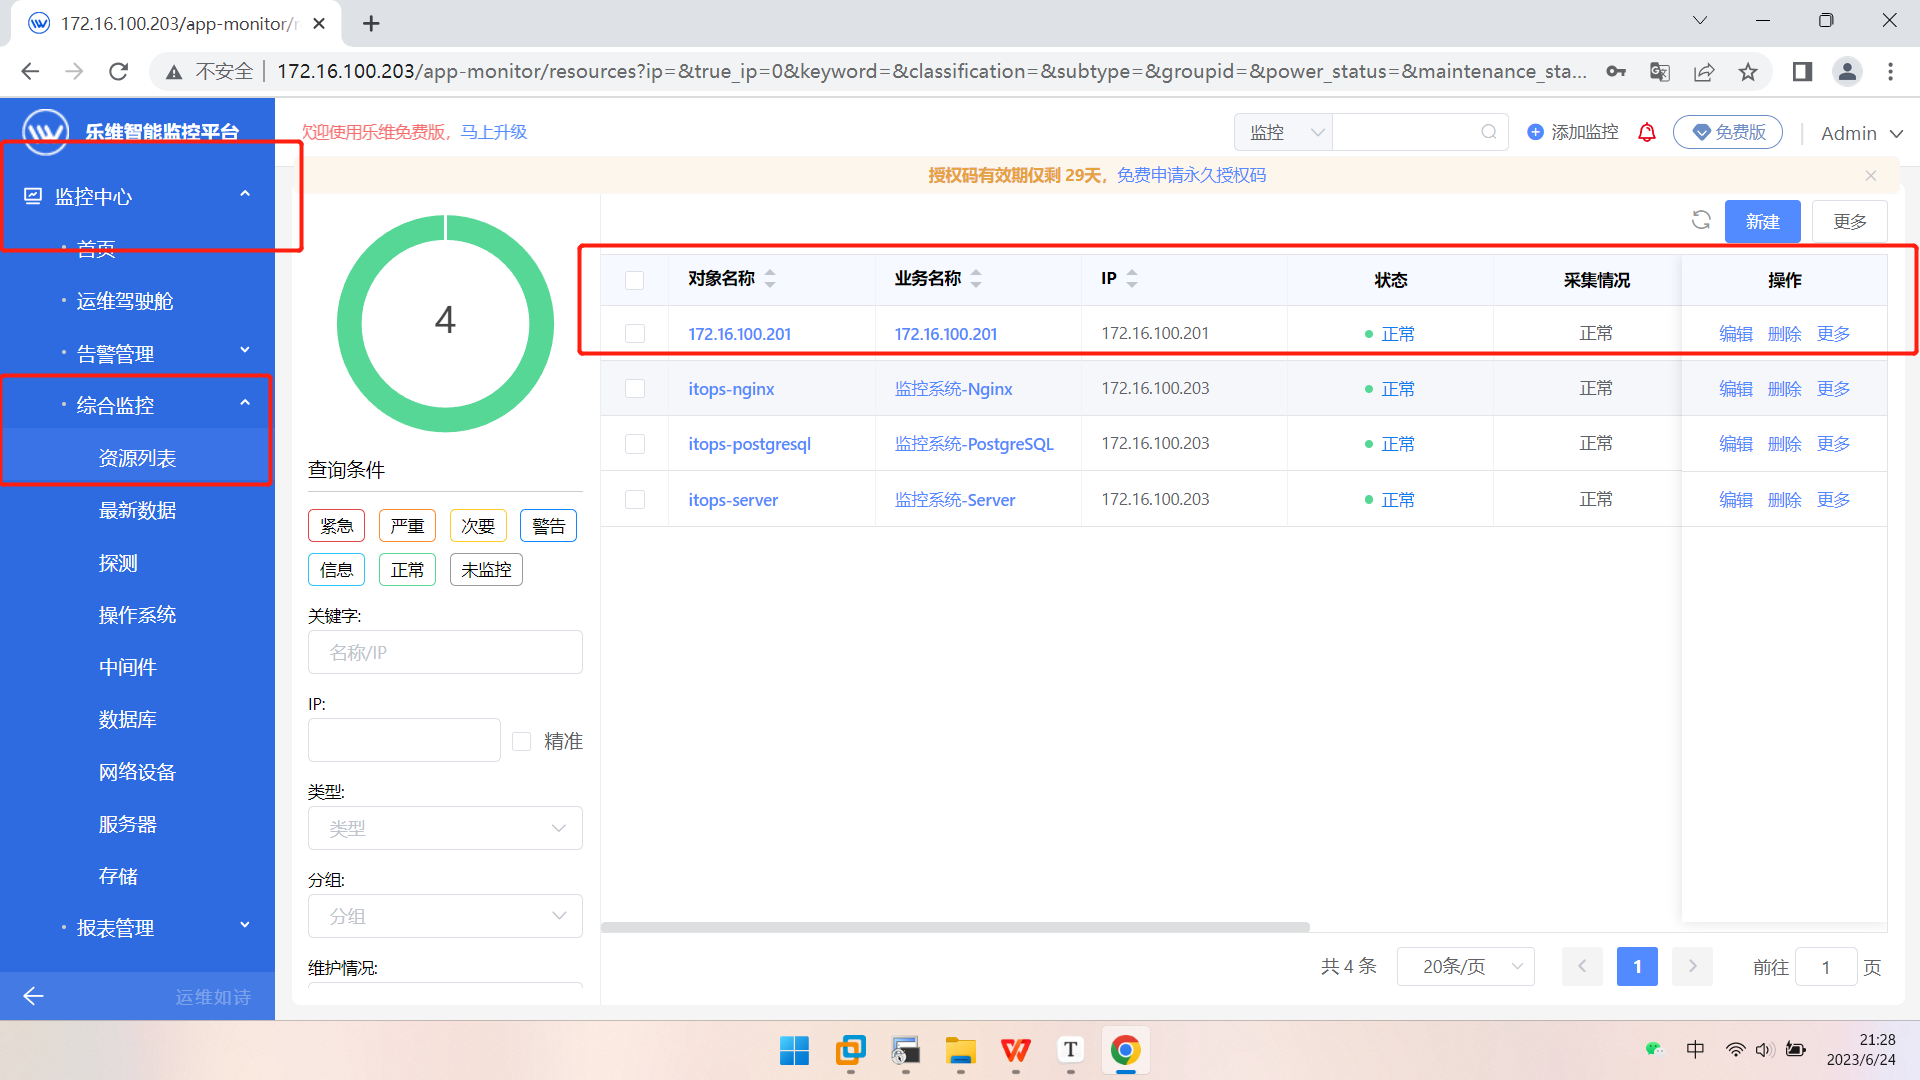 172.16.100.203/app-monitor/r
不安全
172.16.100.203/app-monitor/resources?ip=&true_ip=0&keyword=&classification=&subtype=&groupid=&power_status=&maintenance_sta...
乐维智能监控平台
欢迎使用乐维免费版，马上升级
监控
添加监控
免费版
Admin
授权码有效期仅剩 29天，免费申请永久授权码
监控中心
首页
运维驾驶舱
告警管理
综合监控
资源列表
最新数据
探测
操作系统
中间件
数据库
网络设备
服务器
存储
报表管理
运维如诗
4
查询条件
紧急 严重 次要 警告
信息 正常 未监控
关键字:
名称/IP
IP:
精准
类型:
类型
分组:
分组
维护情况:
新建 更多
对象名称 业务名称 IP 状态 采集情况 操作
172.16.100.201 172.16.100.201 172.16.100.201 正常 正常 编辑 删除 更多
itops-nginx 监控系统-Nginx 172.16.100.203 正常 正常 编辑 删除 更多
itops-postgresql 监控系统-PostgreSQL 172.16.100.203 正常 正常 编辑 删除 更多
itops-server 监控系统-Server 172.16.100.203 正常 正常 编辑 删除 更多
共 4 条 20条/页 1 前往 1 页
T
中
21:28
2023/6/24